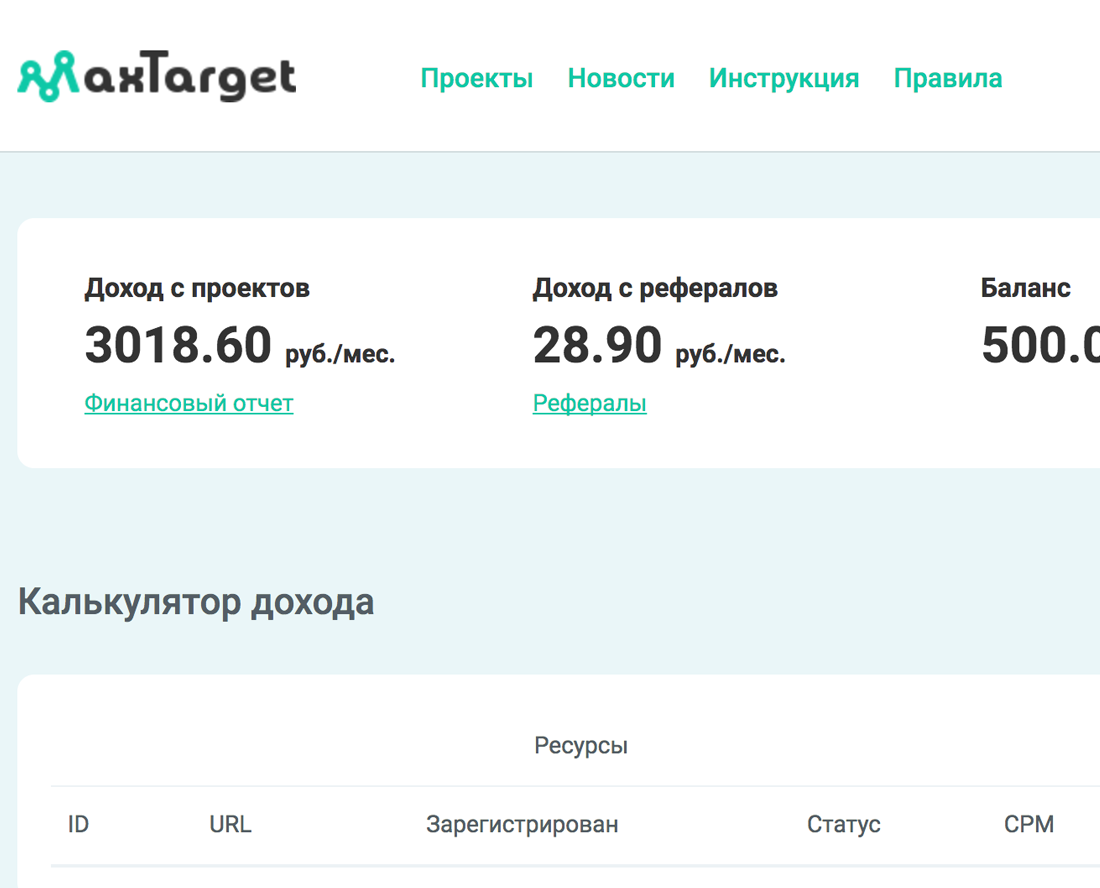 MaxTarget
Проекты Новости Инструкция Правила
Доход с проектов Доход с рефералов Баланс
3018.60 руб./мес. 28.90 руб./мес. 500.0
Финансовый отчет Рефералы
Калькулятор дохода
Ресурсы
ID URL Зарегистрирован Статус CPM